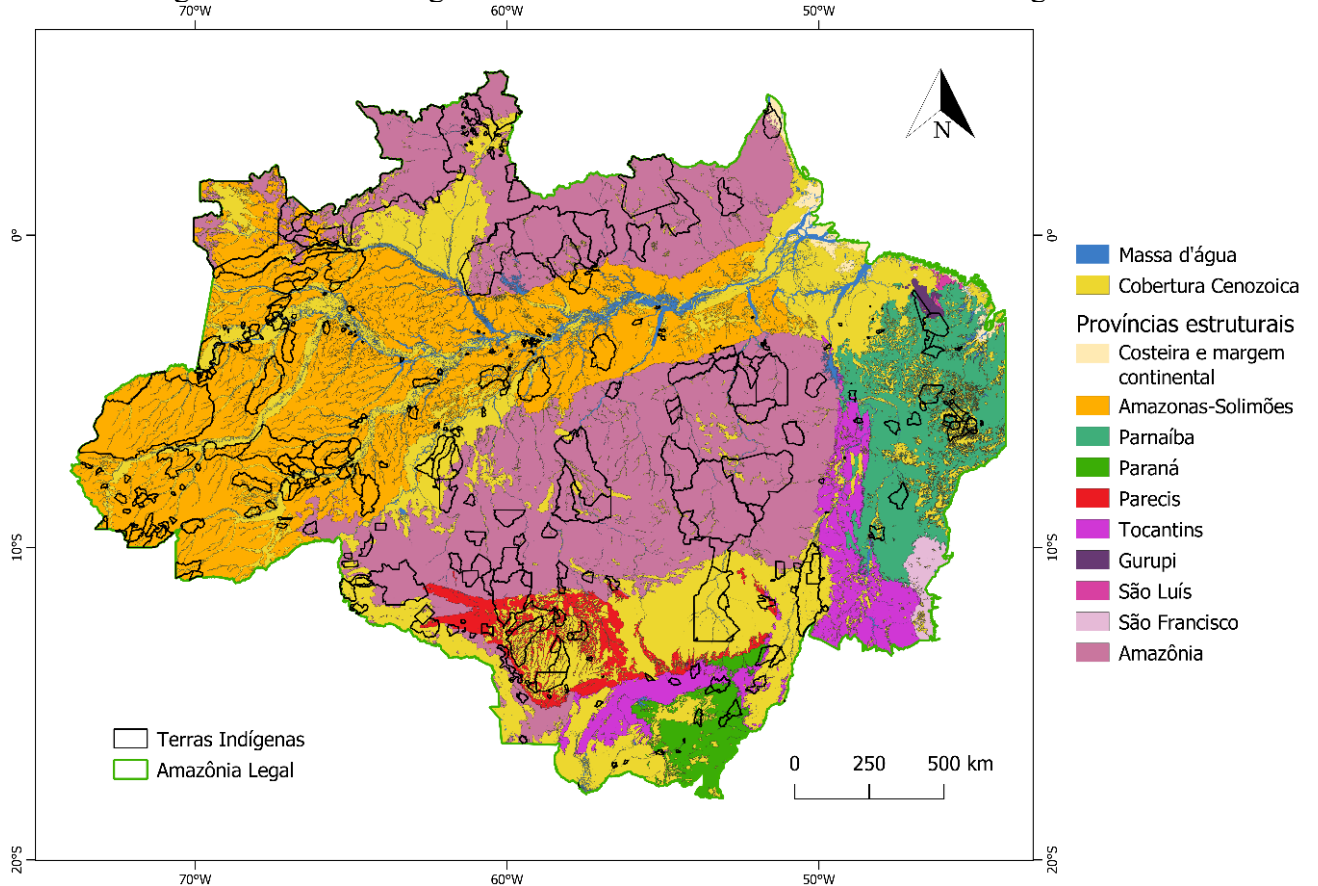 70°W 60°W 50°W
N
0° 0°
10°S 10°S
20°S 20°S
70°W 60°W 50°W
Massa d'água
Cobertura Cenozoica
Províncias estruturais
Costeira e margem
continental
Amazonas-Solimões
Parnaíba
Paraná
Parecis
Tocantins
Gurupi
São Luís
São Francisco
Amazônia
Terras Indígenas
Amazônia Legal
0 250 500 km